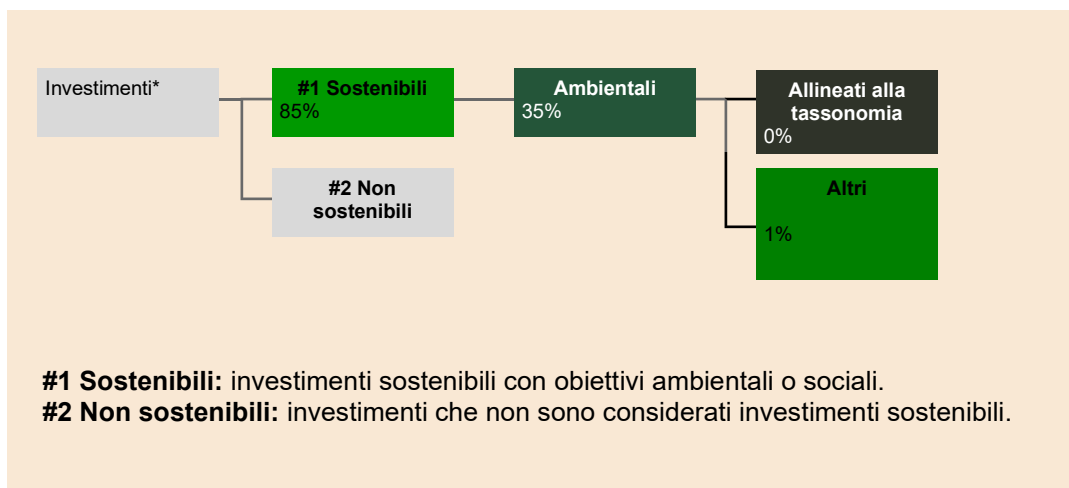 Investimenti*
#1 Sostenibili
85%
Ambientali
35%
Allineati alla
tassonomia
0%
#2 Non
sostenibili
Altri
1%
#1 Sostenibili: investimenti sostenibili con obiettivi ambientali o sociali.
#2 Non sostenibili: investimenti che non sono considerati investimenti sostenibili.